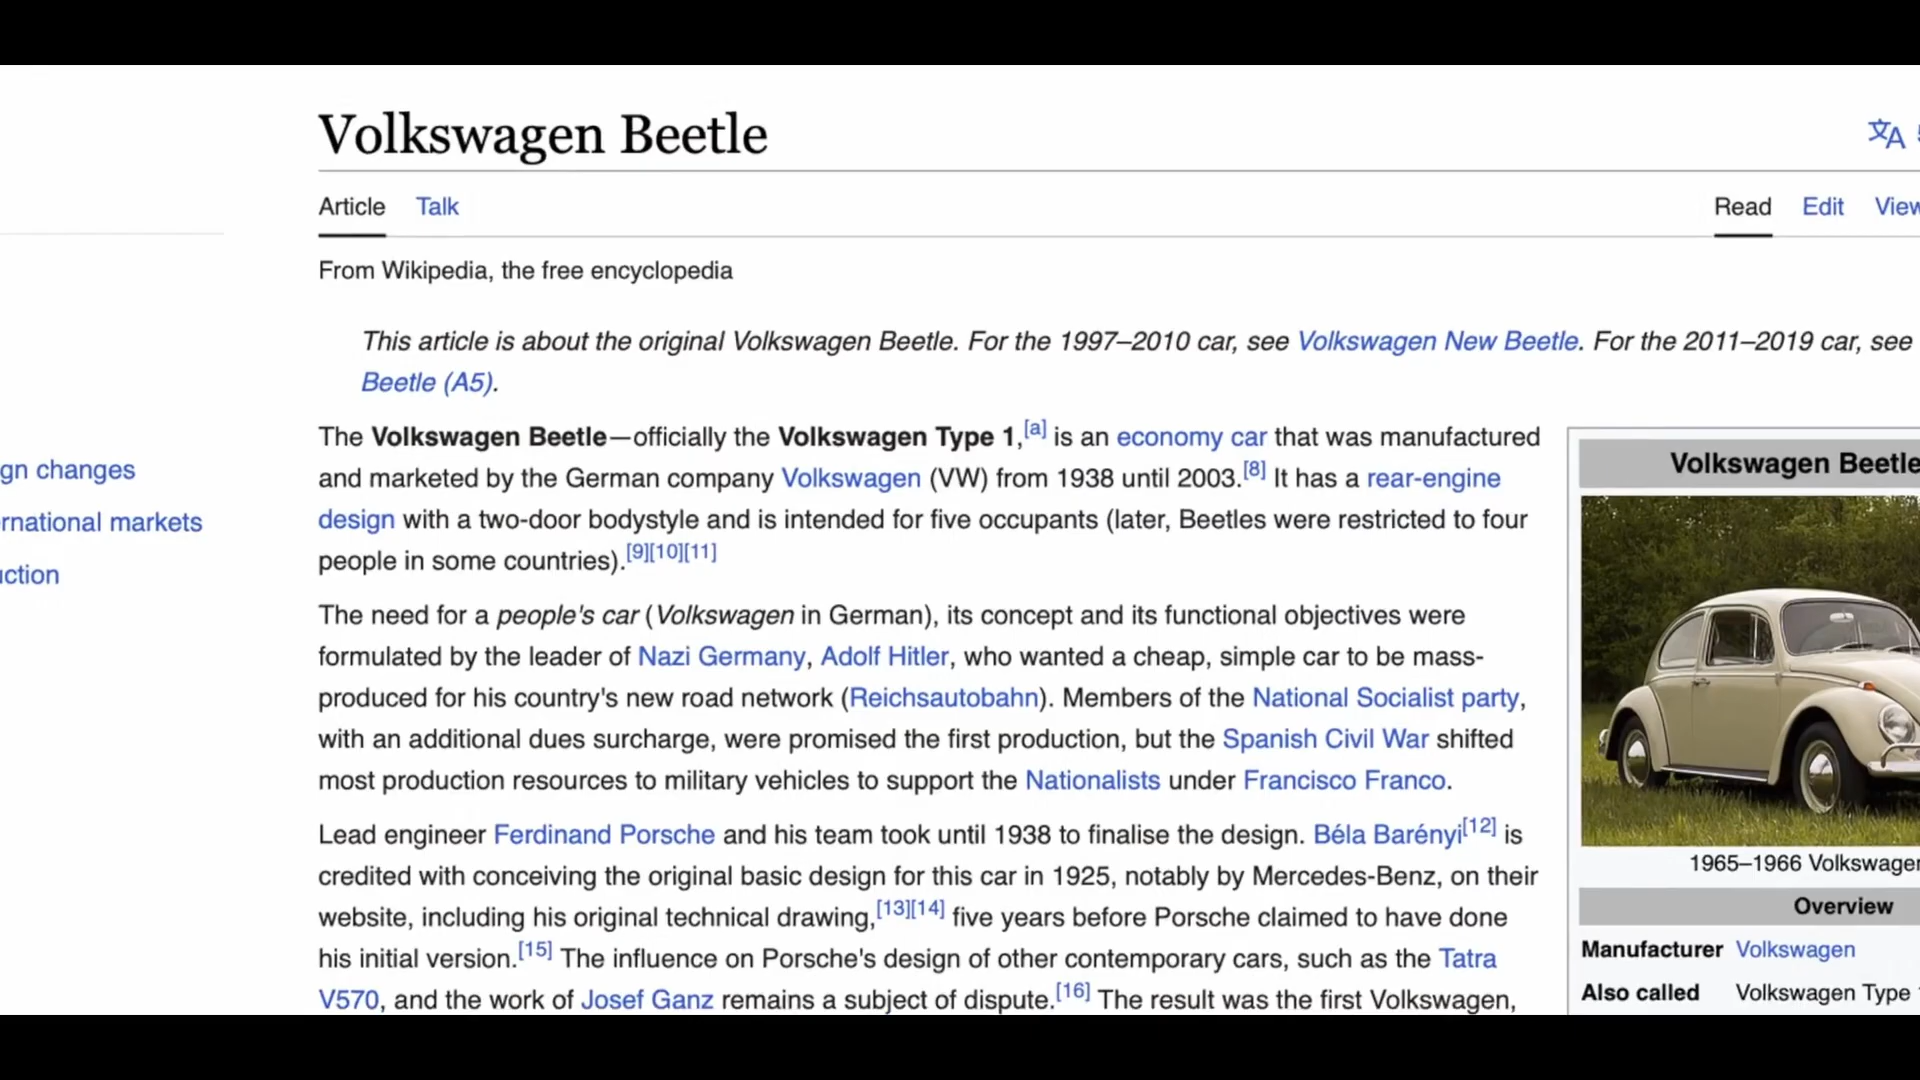 Volkswagen Beetle
Article Talk
Read Edit View
From Wikipedia, the free encyclopedia
This article is about the original Volkswagen Beetle. For the 1997–2010 car, see Volkswagen New Beetle. For the 2011–2019 car, see
Beetle (A5).
gn changes
rnational markets
uction
The Volkswagen Beetle—officially the Volkswagen Type 1,[a] is an economy car that was manufactured
and marketed by the German company Volkswagen (VW) from 1938 until 2003.[8] It has a rear-engine
design with a two-door bodystyle and is intended for five occupants (later, Beetles were restricted to four
people in some countries).[9][10][11]
The need for a people's car (Volkswagen in German), its concept and its functional objectives were
formulated by the leader of Nazi Germany, Adolf Hitler, who wanted a cheap, simple car to be mass-
produced for his country's new road network (Reichsautobahn). Members of the National Socialist party,
with an additional dues surcharge, were promised the first production, but the Spanish Civil War shifted
most production resources to military vehicles to support the Nationalists under Francisco Franco.
Lead engineer Ferdinand Porsche and his team took until 1938 to finalise the design. Béla Barényi[12] is
credited with conceiving the original basic design for this car in 1925, notably by Mercedes-Benz, on their
website, including his original technical drawing,[13][14] five years before Porsche claimed to have done
his initial version.[15] The influence on Porsche's design of other contemporary cars, such as the Tatra
V570, and the work of Josef Ganz remains a subject of dispute.[16] The result was the first Volkswagen,
Volkswagen Beetle
1965–1966 Volkswagen
Overview
Manufacturer Volkswagen
Also called Volkswagen Type